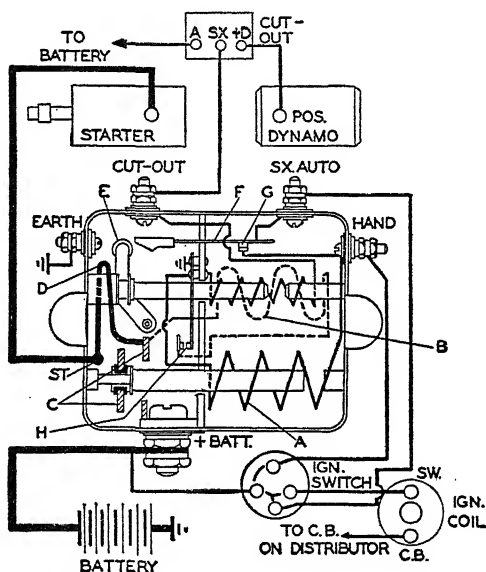 TO BATTERY
A SX +D
CUT-OUT
STARTER
POS. DYNAMO
CUT-OUT
SX.AUTO
E
F
G
EARTH
HAND
D
B
ST
C
H
+ BATT.
A
IGN. SWITCH
SW.
IGN. COIL
TO C.B. ON DISTRIBUTOR
C.B.
BATTERY